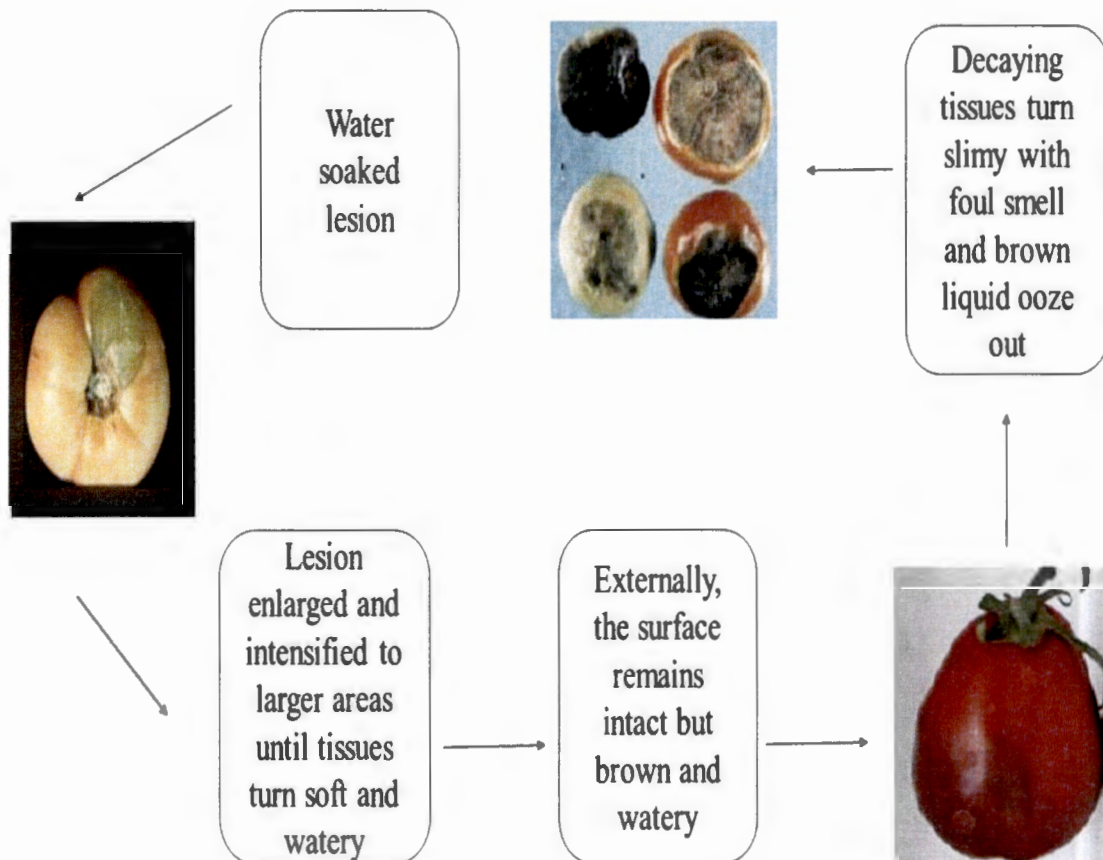 Water
soaked
lesion
Lesion
enlarged and
intensified to
larger areas
until tissues
turn soft and
watery
Externally,
the surface
remains
intact but
brown and
watery
Decaying
tissues turn
slimy with
foul smell
and brown
liquid ooze
out